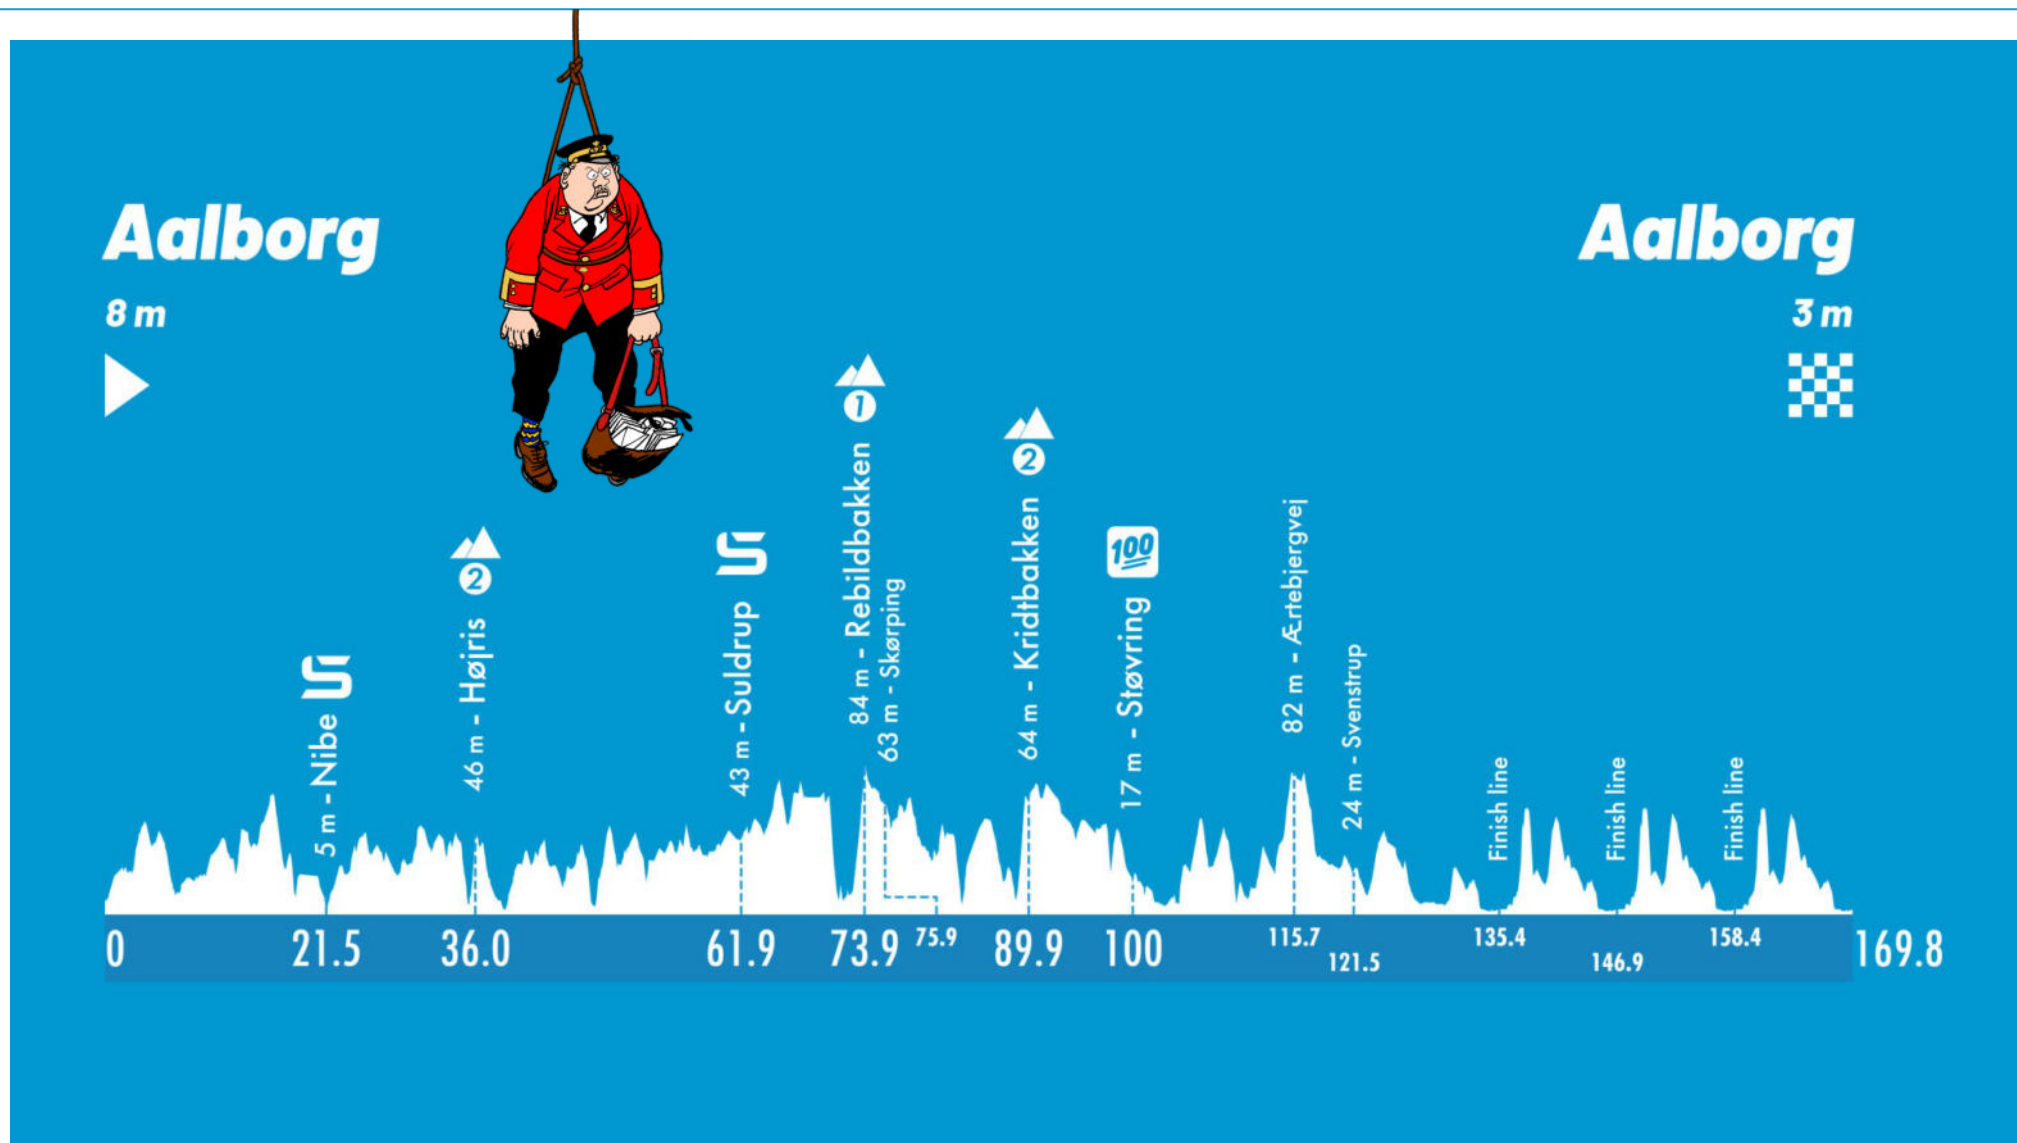 Aalborg
8 m
Aalborg
3 m
5 m - Nibe
46 m - Højris
2
43 m - Suldrup
84 m - Rebildbakken
1
63 m - Skørping
64 m - Kridtbakken
2
17 m - Støvring
100
82 m - Ærtebjergvej
24 m - Svenstrup
Finish line
Finish line
Finish line
0
21.5
36.0
61.9
73.9
75.9
89.9
100
115.7
121.5
135.4
146.9
158.4
169.8